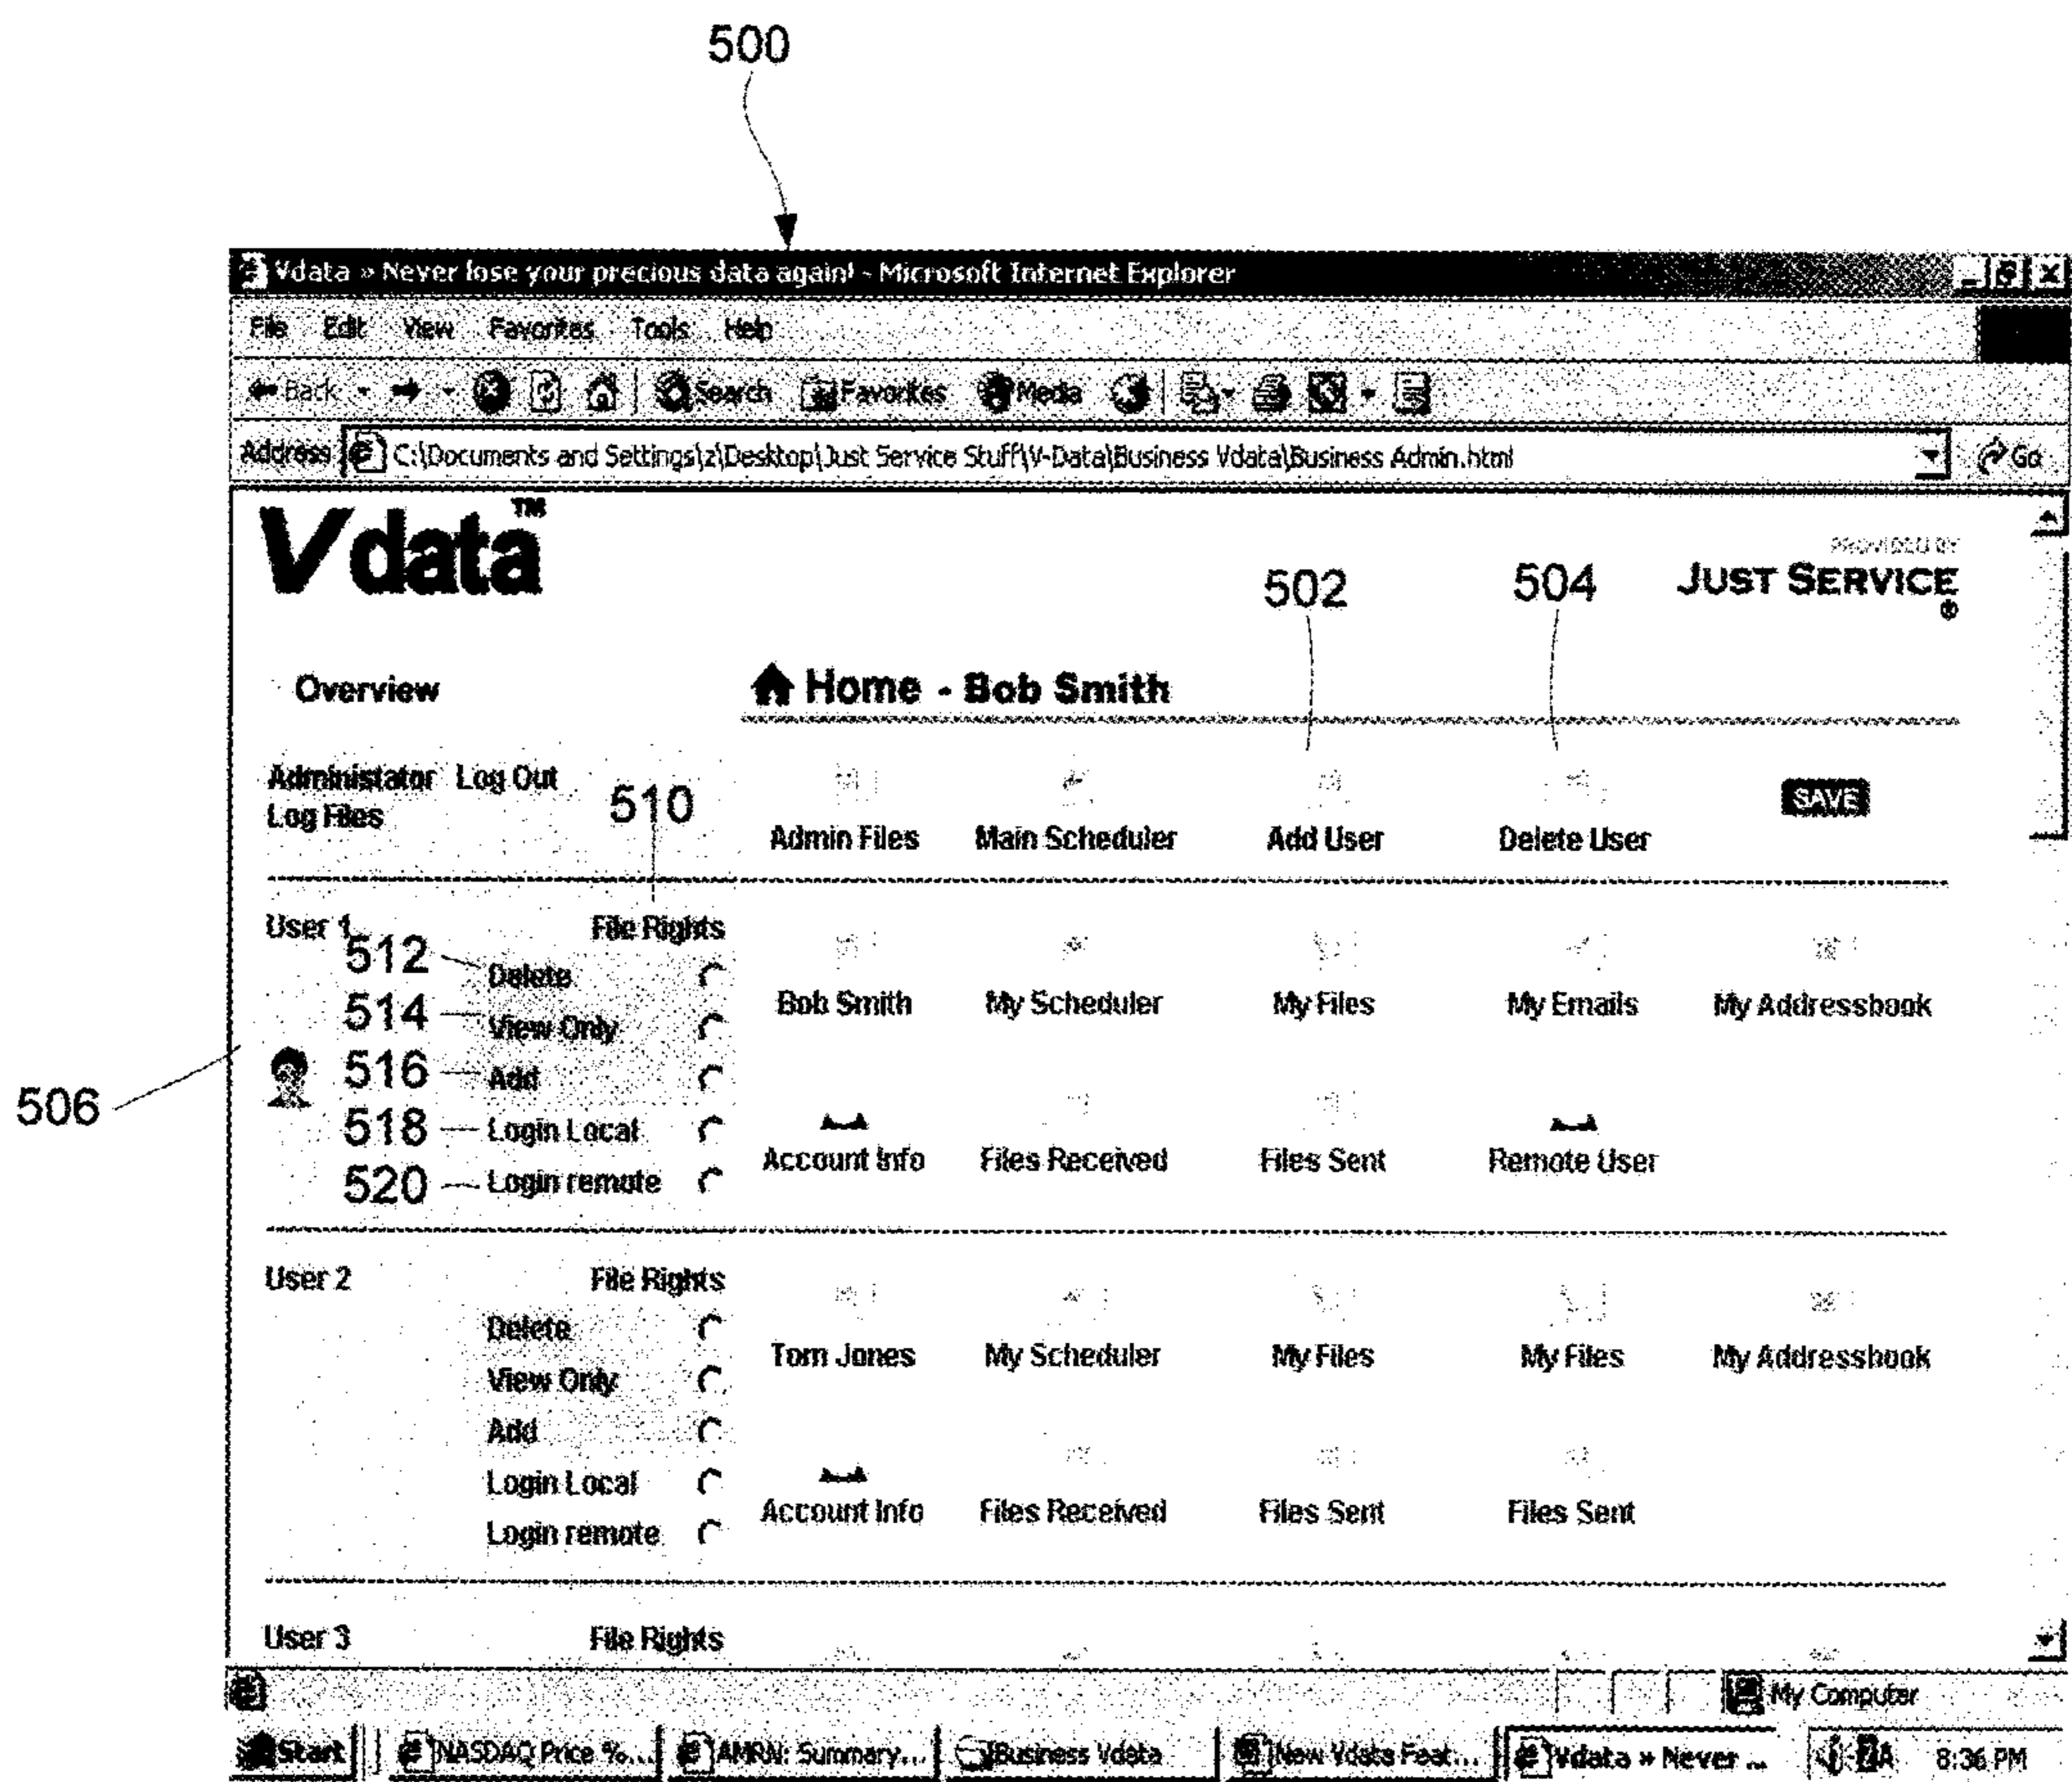 500
Vdata » Never lose your precious data again! - Microsoft Internet Explorer
File Edit View Favorites Tools Help
Back Search Favorites Media
Address C:\Documents and Settings\z\Desktop\Just Service Stuff\V-Data\Business Vdata\Business Admin.html Go
Vdata™
PROVIDED BY
JUST SERVICE®
502 504
Overview Home - Bob Smith
Administator Log Out
Log Files
510
SAVE
Admin Files Main Scheduler Add User Delete User
User 1 File Rights
512 Delete
514 View Only
Bob Smith My Scheduler My Files My Emails My Addressbook
506
516 Add
518 Login Local
520 Login remote
Account Info Files Received Files Sent Remote User
User 2 File Rights
Delete
View Only
Tom Jones My Scheduler My Files My Files My Addressbook
Add
Login Local
Login remote
Account Info Files Received Files Sent Files Sent
User 3 File Rights
My Computer
Start NASDAQ Price %... AMRN: Summary... Business Vdata New Vdata Feat... Vdata » Never ... 8:36 PM